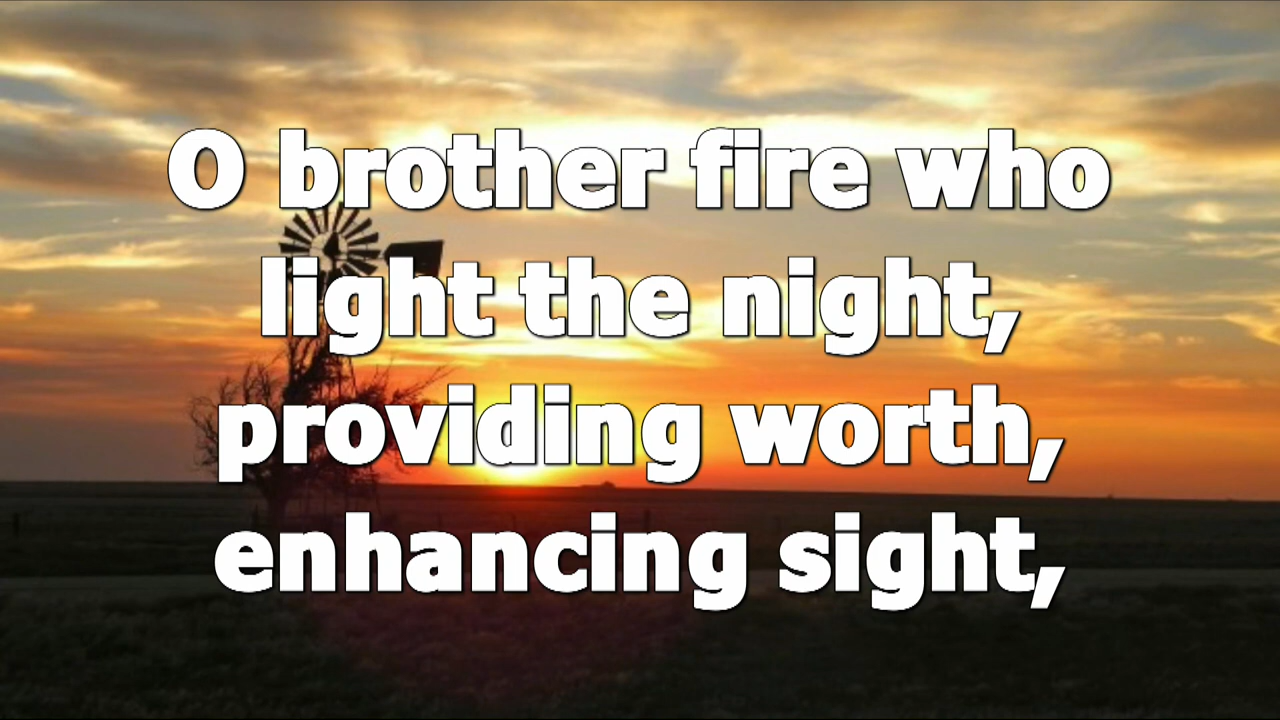 O brother fire who
light the night,
providing worth,
enhancing sight,